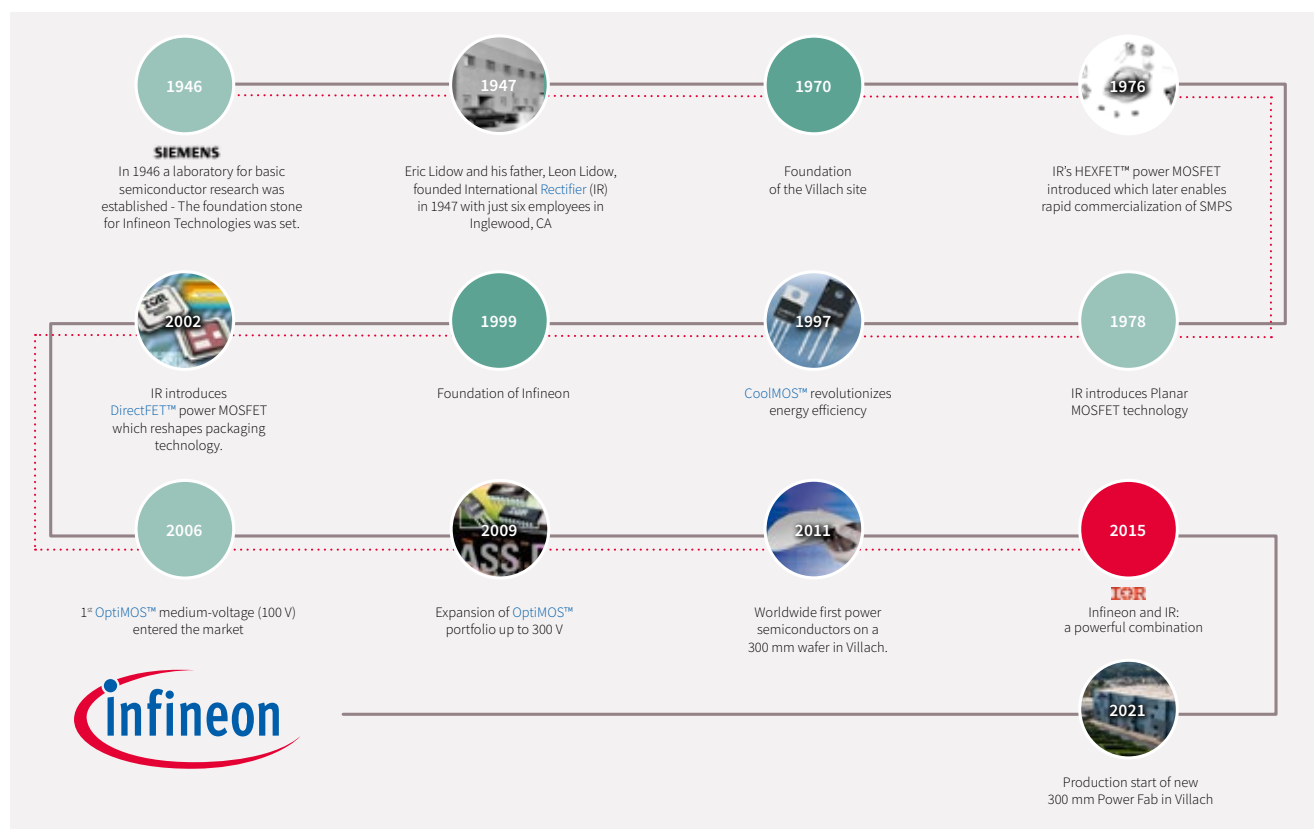 1946
1947
1970
1976
SIEMENS
In 1946 a laboratory for basic
semiconductor research was
established - The foundation stone
for Infineon Technologies was set.
Eric Lidow and his father, Leon Lidow,
founded International Rectifier (IR)
in 1947 with just six employees in
Inglewood, CA
Foundation
of the Villach site
IR's HEXFET™ power MOSFET
introduced which later enables
rapid commercialization of SMPS
2002
1999
1997
1978
IR introduces
DirectFET™ power MOSFET
which reshapes packaging
technology.
Foundation of Infineon
CoolMOS™ revolutionizes
energy efficiency
IR introduces Planar
MOSFET technology
2006
2009
2011
2015
1st OptiMOS™ medium-voltage (100 V)
entered the market
Expansion of OptiMOS™
portfolio up to 300 V
Worldwide first power
semiconductors on a
300 mm wafer in Villach.
IOR
Infineon and IR:
a powerful combination
infineon
2021
Production start of new
300 mm Power Fab in Villach